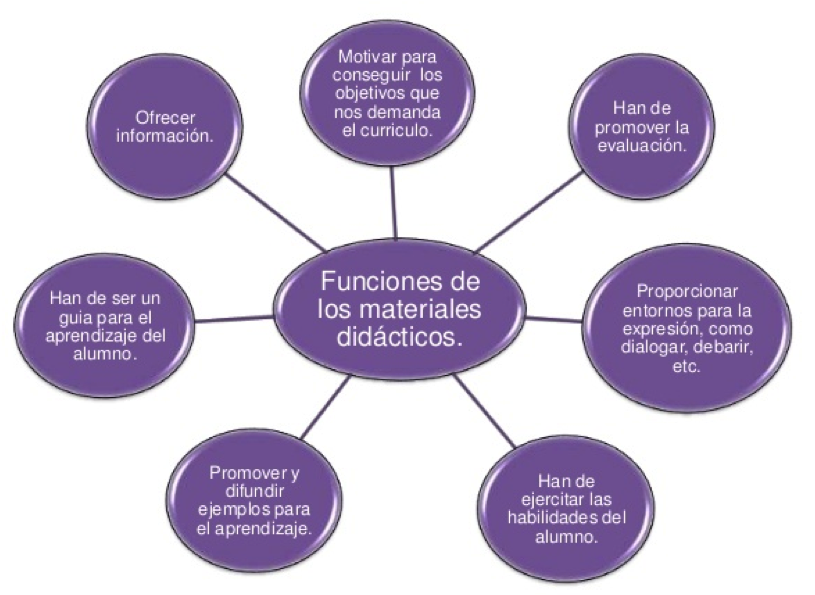 Motivar para
conseguir los
objetivos que
nos demanda
el curriculo.
Ofrecer
información.
Han de
promover la
evaluación.
Funciones de
los materiales
didácticos.
Han de ser un
guia para el
aprendizaje del
alumno.
Proporcionar
entornos para la
expresión, como
dialogar, debarir,
etc.
Promover y
difundir
ejemplos para
el aprendizaje.
Han de
ejercitar las
habilidades del
alumno.